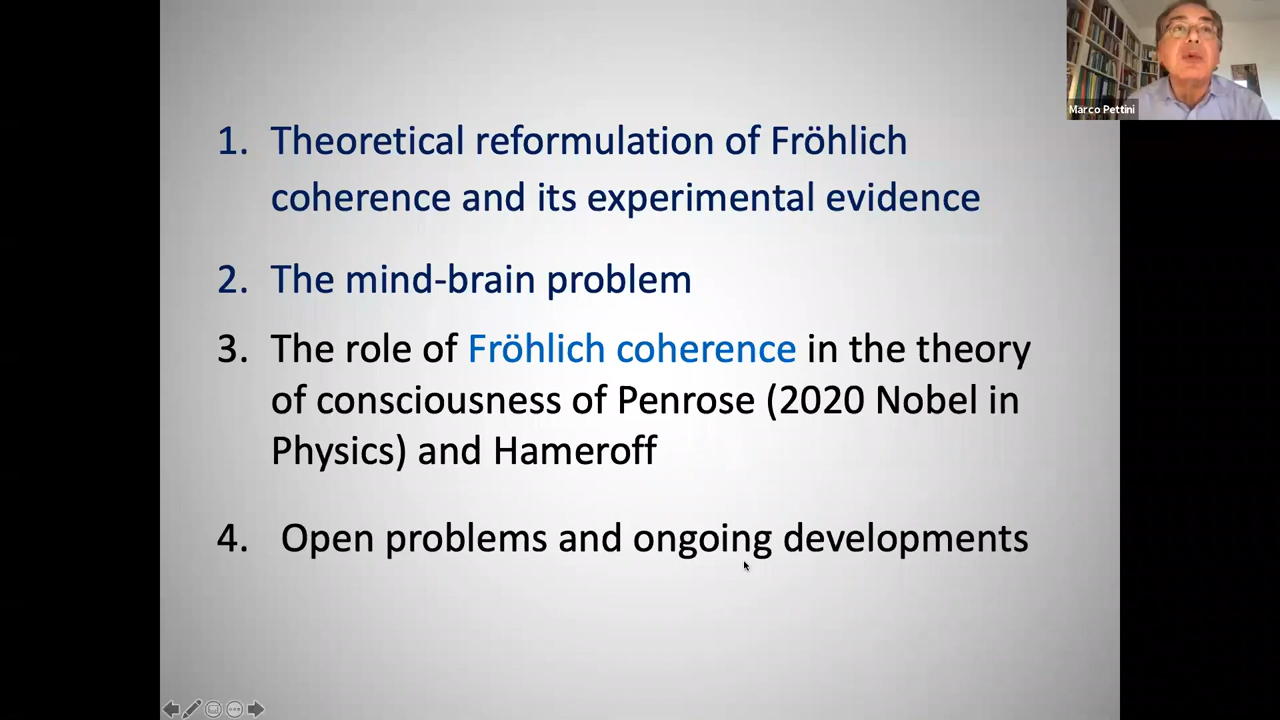 Marco Pettini
1. Theoretical reformulation of Fröhlich
coherence and its experimental evidence
2. The mind-brain problem
3. The role of Fröhlich coherence in the theory
of consciousness of Penrose (2020 Nobel in
Physics) and Hameroff
4. Open problems and ongoing developments